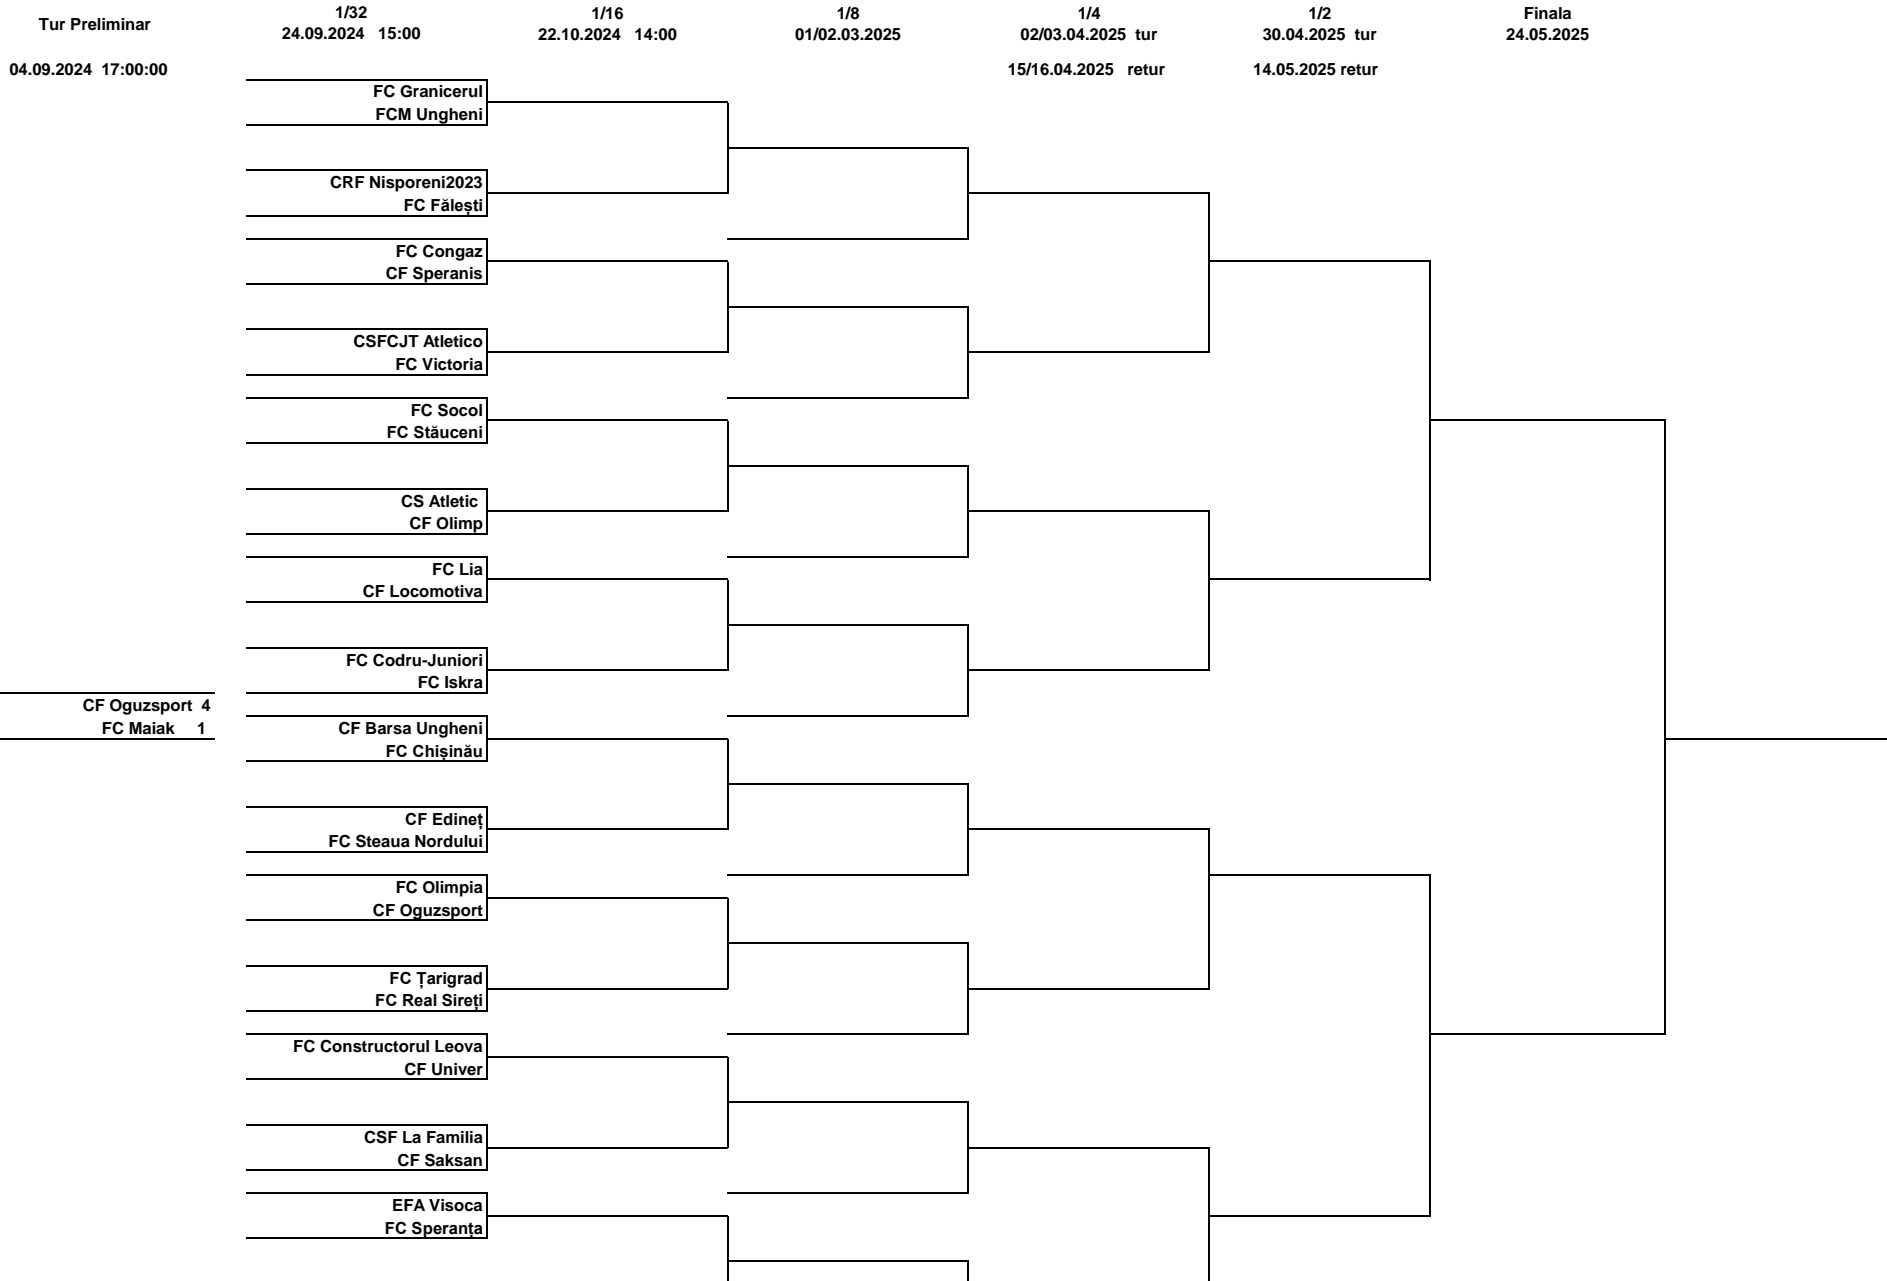 Tur Preliminar
04.09.2024  17:00:00
1/32
24.09.2024   15:00
1/16
22.10.2024   14:00
1/8
01/02.03.2025
1/4
02/03.04.2025  tur
15/16.04.2025   retur
1/2
30.04.2025  tur
14.05.2025 retur
Finala
24.05.2025
CF Oguzsport  4
FC Maiak     1
FC Granicerul
FCM Ungheni
CRF Nisporeni2023
FC Fălești
FC Congaz
CF Speranis
CSFCJT Atletico
FC Victoria
FC Socol
FC Stăuceni
CS Atletic
CF Olimp
FC Lia
CF Locomotiva
FC Codru-Juniori
FC Iskra
CF Barsa Ungheni
FC Chișinău
CF Edineț
FC Steaua Nordului
FC Olimpia
CF Oguzsport
FC Țarigrad
FC Real Sireți
FC Constructorul Leova
CF Univer
CSF La Familia
CF Saksan
EFA Visoca
FC Speranța